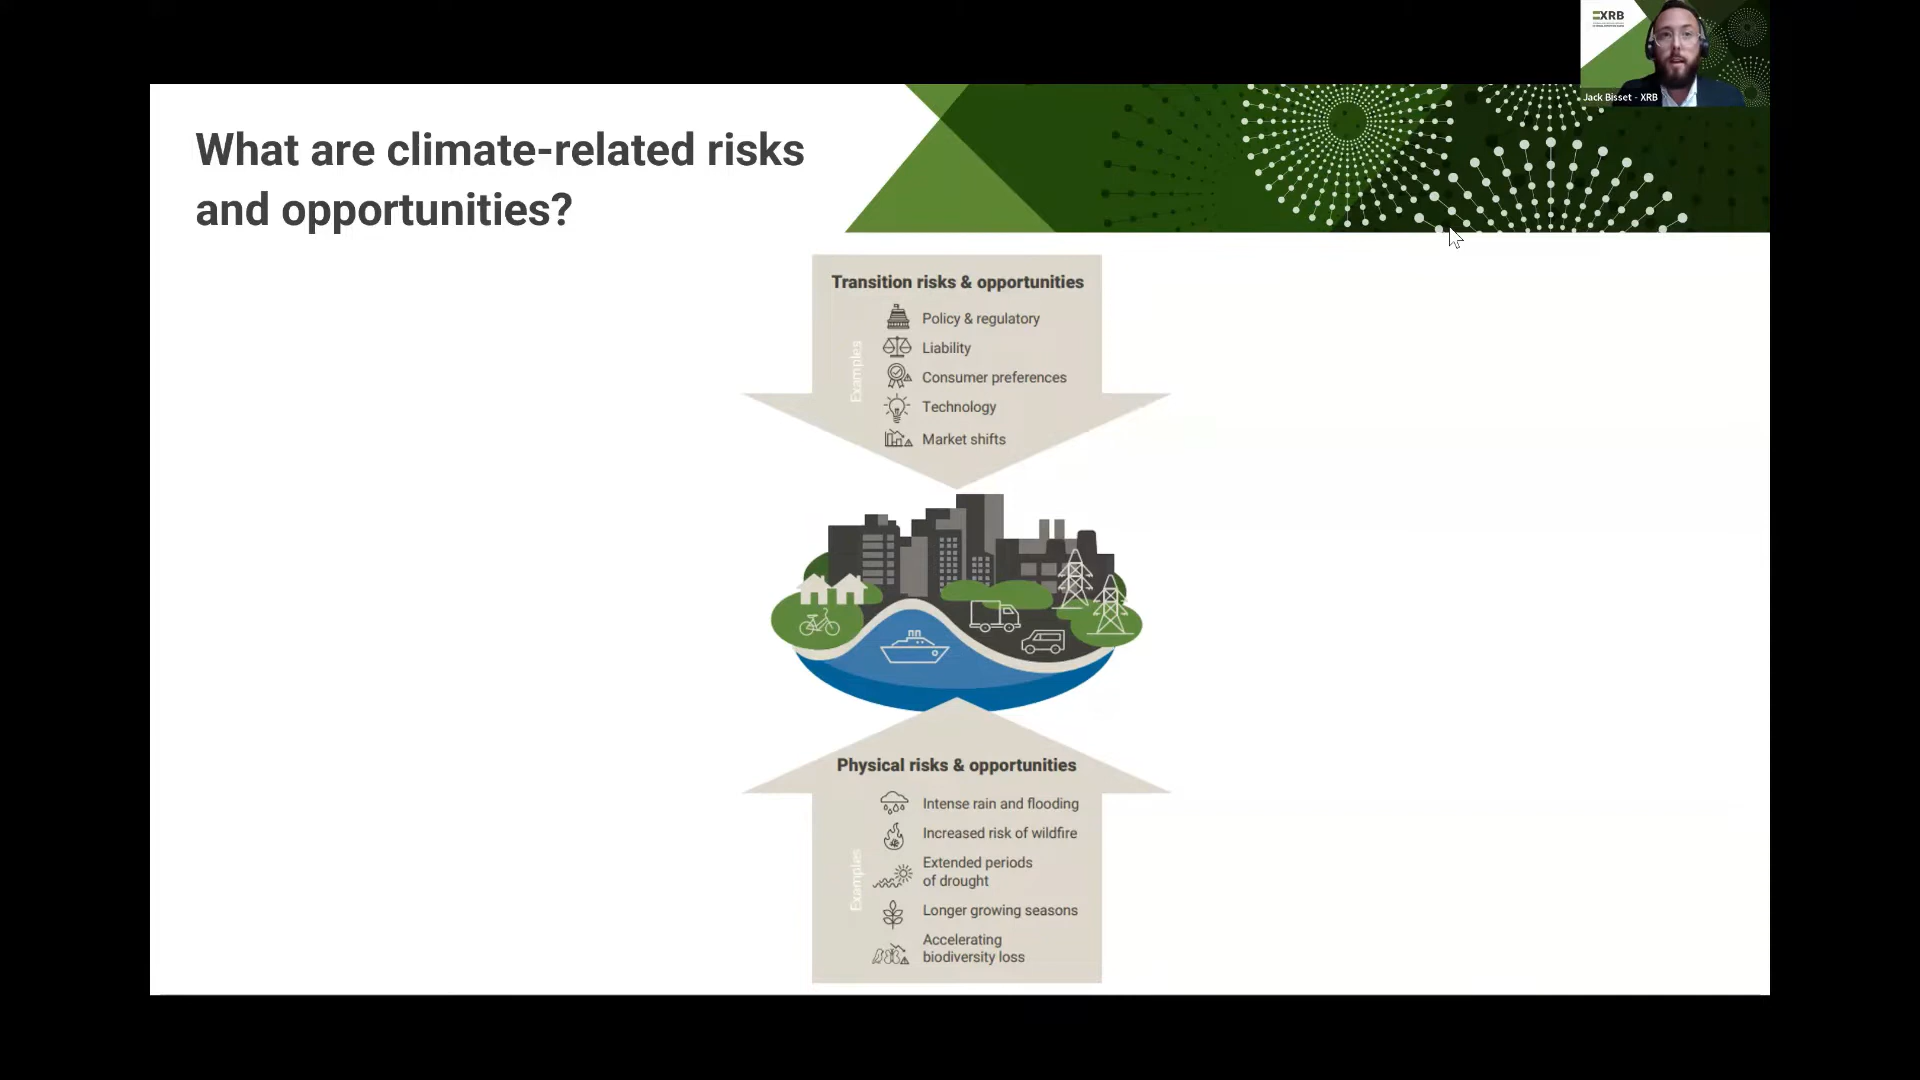 XRB
Jack Bisset - XRB
What are climate-related risks
and opportunities?
Transition risks & opportunities
Examples
Policy & regulatory
Liability
Consumer preferences
Technology
Market shifts
Physical risks & opportunities
Examples
Intense rain and flooding
Increased risk of wildfire
Extended periods
of drought
Longer growing seasons
Accelerating
biodiversity loss